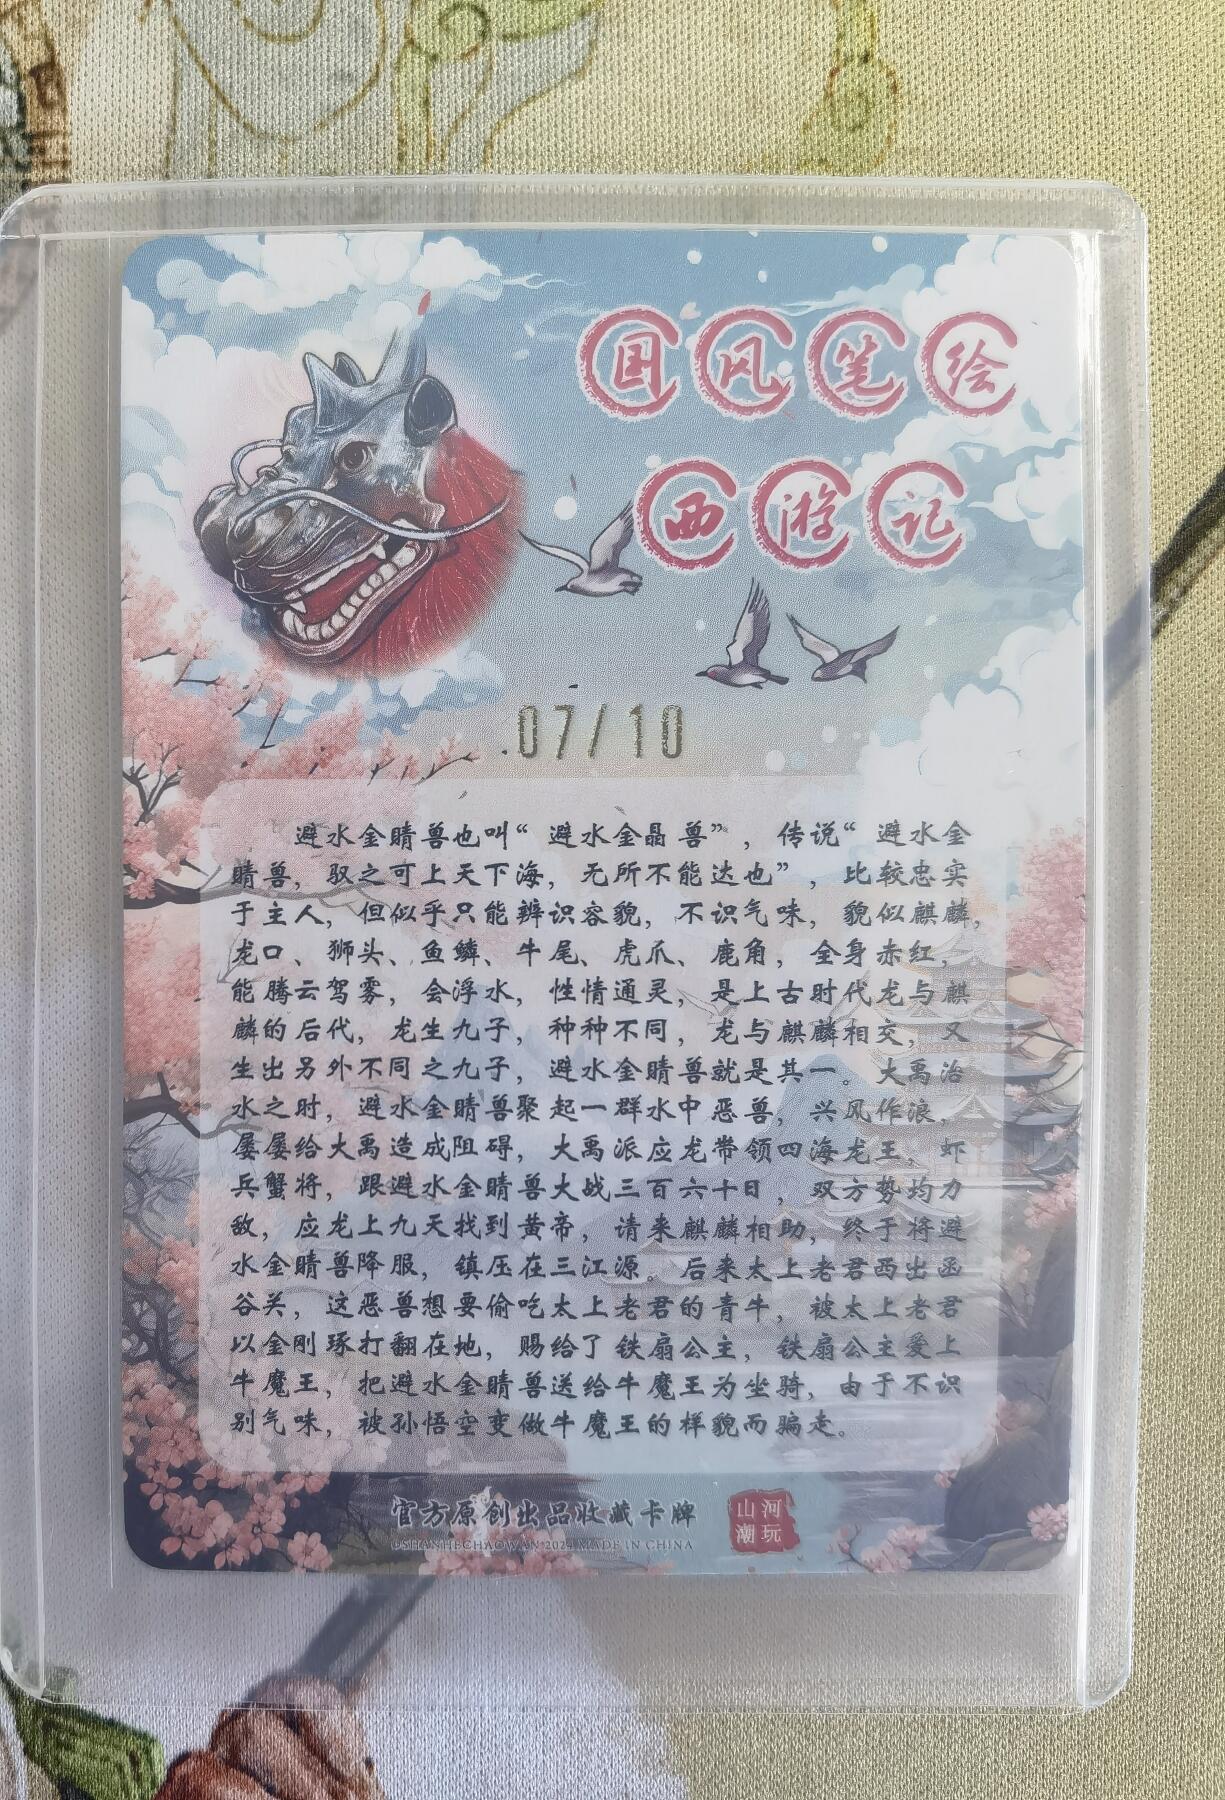 国风笔绘
西游记
07/10
避水金睛兽也叫“避水金晶兽”，传说“避水金
睛兽，驭之可上天下海，无所不能达也”，比较忠实
于主人，但似乎只能辨识容貌，不识气味，貌似麒麟，
龙口、狮头、鱼鳞、牛尾、虎爪、鹿角，全身赤红，
能腾云驾雾，会浮水，性情通灵，是上古时代龙与麒
麟的后代，龙生九子，种种不同，龙与麒麟相交，又
生出另外不同之九子，避水金睛兽就是其一。大禹治
水之时，避水金睛兽聚起一群水中恶兽，兴风作浪，
屡屡给大禹造成阻碍，大禹派应龙带领四海龙王，虾
兵蟹将，跟避水金睛兽大战三百六十日，双方势均力
敌，应龙上九天找到黄帝，请来麒麟相助，终于将避
水金睛兽降服，镇压在三江源。后来太上老君西出函
谷关，这恶兽想要偷吃太上老君的青牛，被太上老君
以金刚琢打翻在地，赐给了铁扇公主，铁扇公主爱上
牛魔王，把避水金睛兽送给牛魔王为坐骑，由于不识
别气味，被孙悟空变做牛魔王的样貌而骗走。
官方原创出品收藏卡牌
©SHANHECHAOWAN 2024 MADE IN CHINA
山河
潮玩